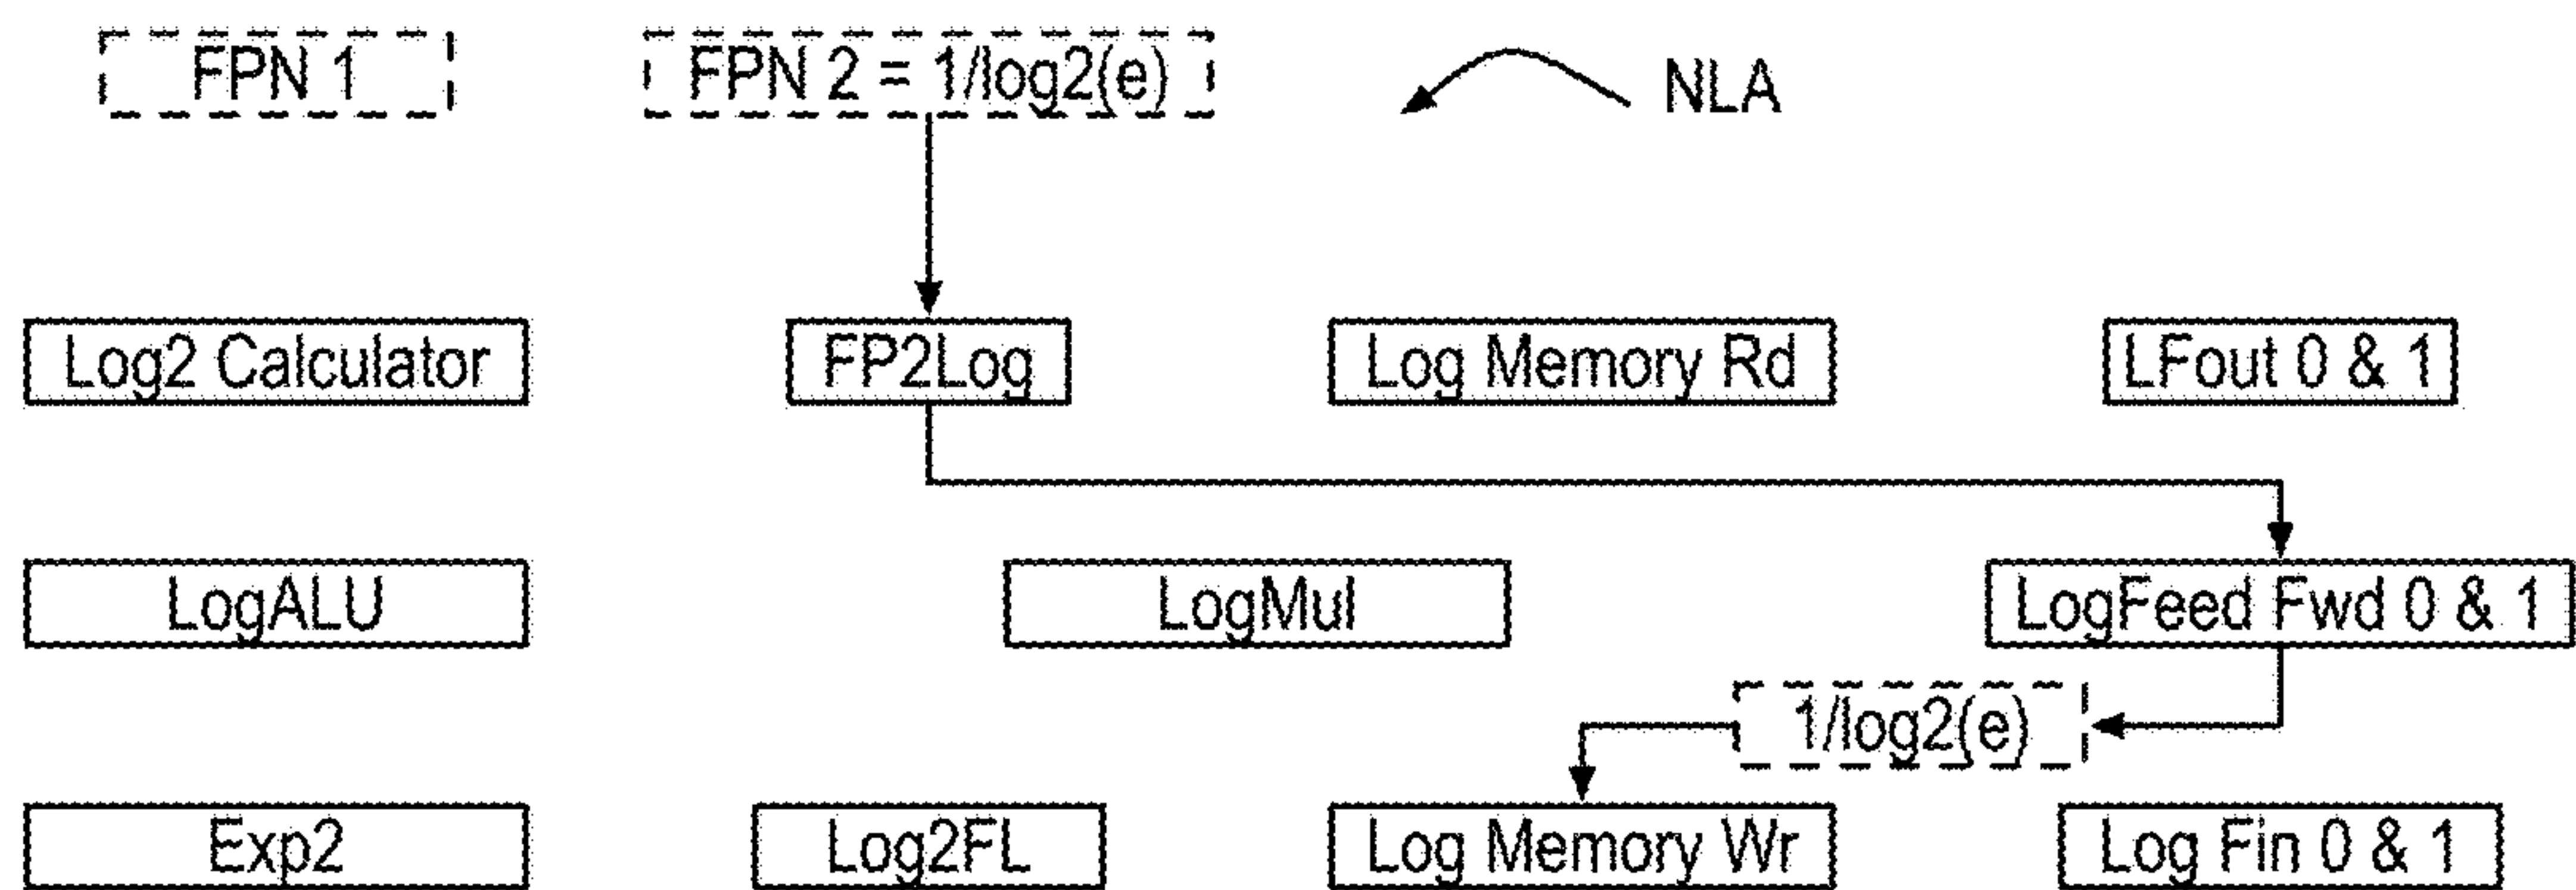 FPN 1
FPN 2 = 1/log2(e)
NLA
Log2 Calculator
FP2Log
Log Memory Rd
LFout 0 & 1
LogALU
LogMul
LogFeed Fwd 0 & 1
1/log2(e)
Exp2
Log2FL
Log Memory Wr
Log Fin 0 & 1